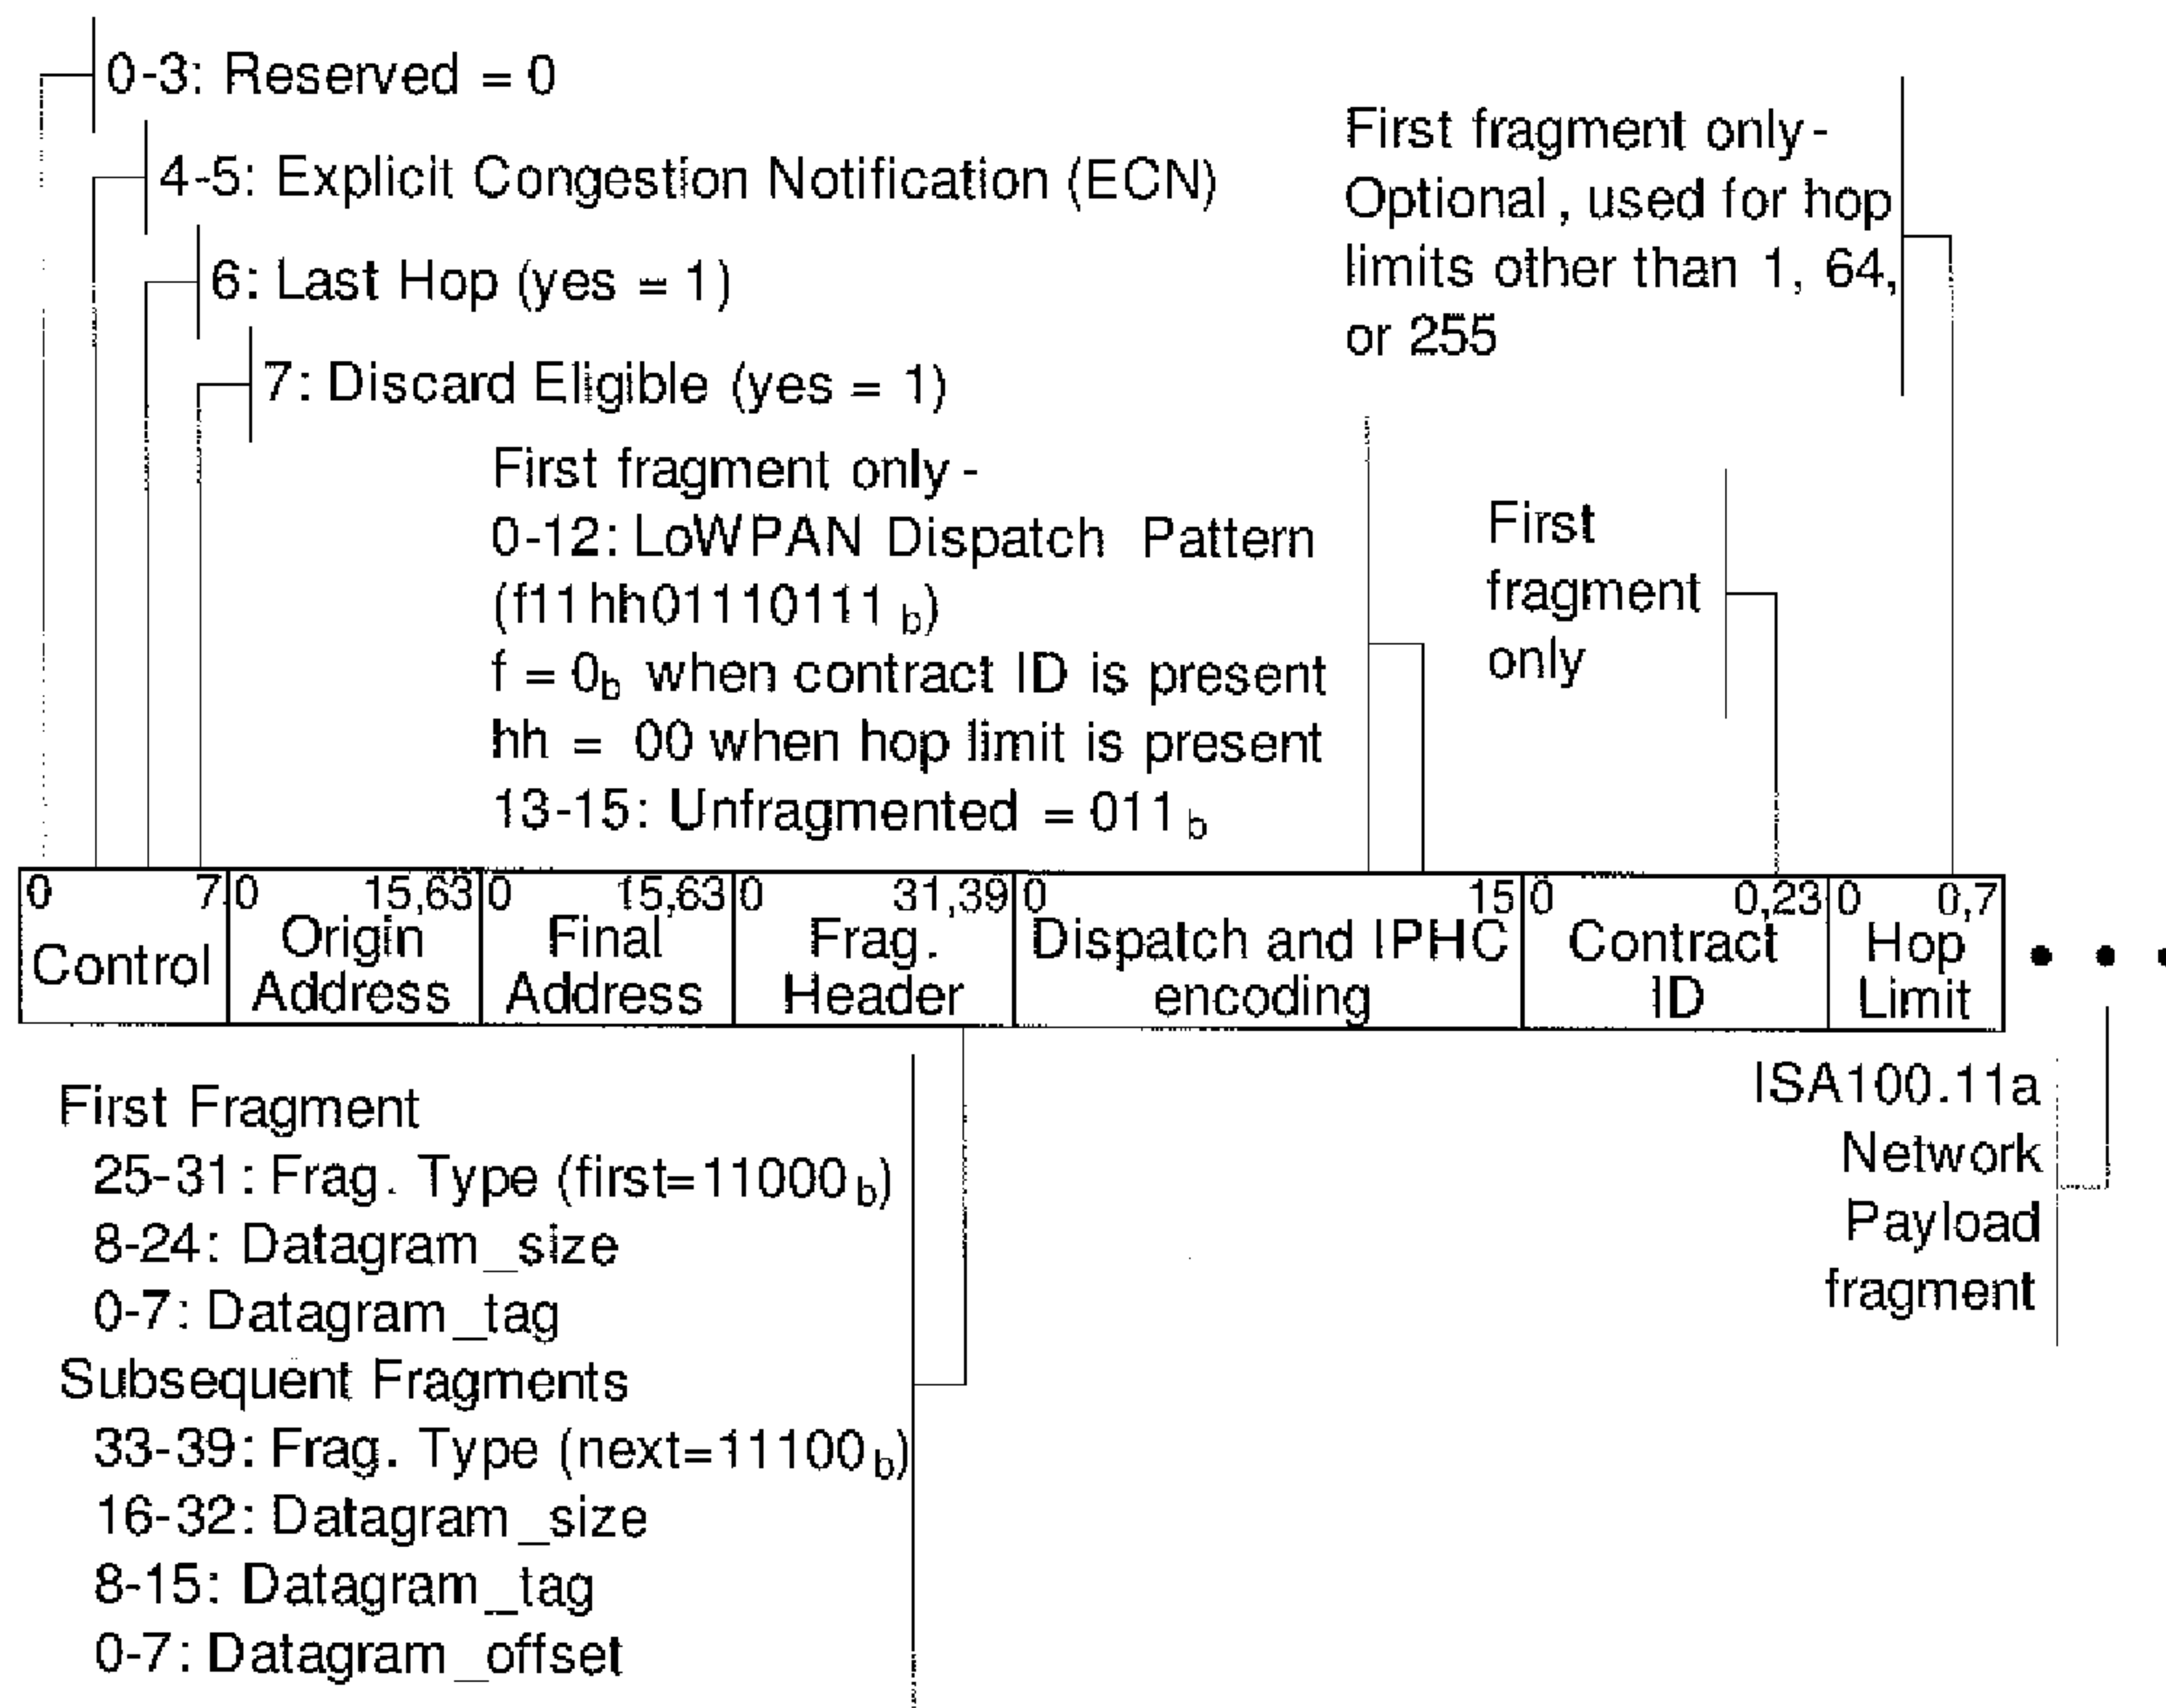 0-3: Reserved = 0
4-5: Explicit Congestion Notification (ECN)
6: Last Hop (yes = 1)
7: Discard Eligible (yes = 1)
First fragment only -
0-12: LoWPAN Dispatch Pattern
(f11hh01110111 b)
f = 0b when contract ID is present
hh = 00 when hop limit is present
13-15: Unfragmented = 011 b
First fragment only -
Optional, used for hop
limits other than 1, 64,
or 255
First
fragment
only
0 7 0 15,63 0 15,63 0 31,39 0 15 0 0,23 0 0,7
Control
Origin
Address
Final
Address
Frag.
Header
Dispatch and IPHC
encoding
Contract
ID
Hop
Limit
First Fragment
25-31: Frag. Type (first=11000 b)
8-24: Datagram_size
0-7: Datagram_tag
Subsequent Fragments
33-39: Frag. Type (next=11100 b)
16-32: Datagram_size
8-15: Datagram_tag
0-7: Datagram_offset
ISA100.11a
Network
Payload
fragment